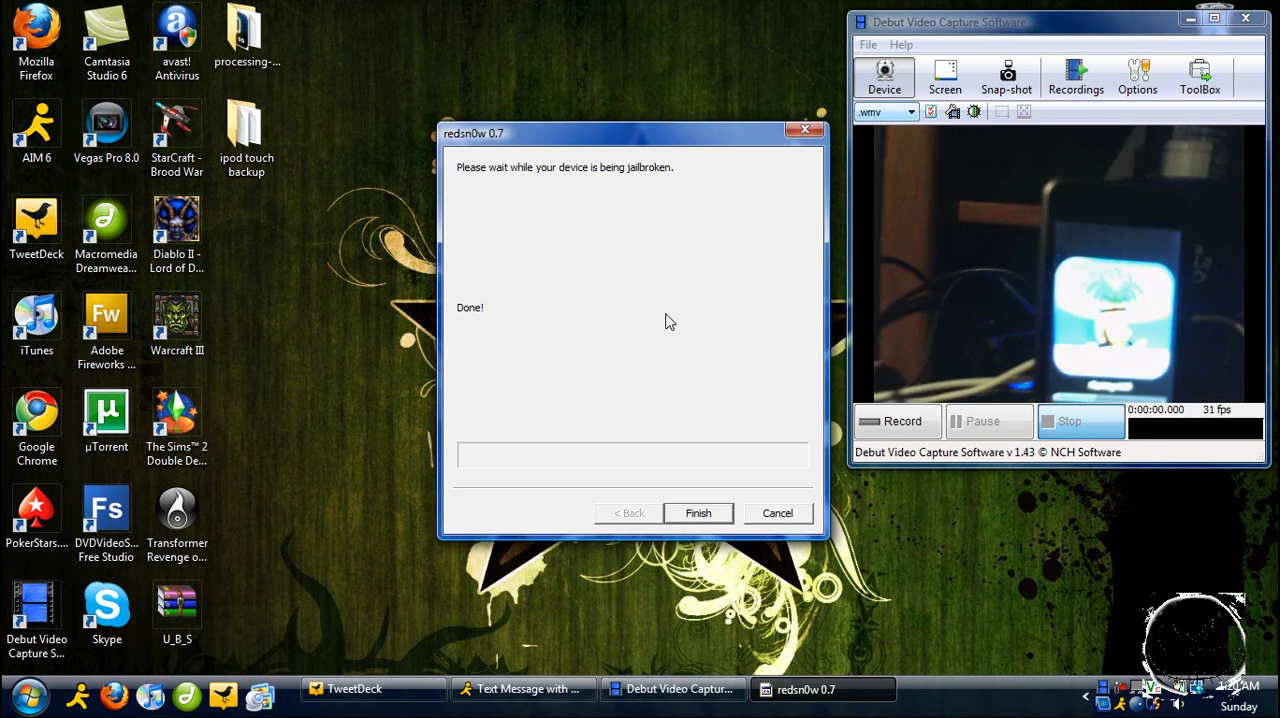 Mozilla
Firefox
Camtasia
Studio 6
avast!
Antivirus
processing-...
AIM 6
Vegas Pro 8.0
StarCraft -
Brood War
ipod touch
backup
TweetDeck
Macromedia
Dreamwea...
Diablo II -
Lord of D...
iTunes
Fw
Adobe
Fireworks ...
Warcraft III
Google
Chrome
µ
µTorrent
The Sims™ 2
Double De...
PokerStars....
Fs
DVDVideoS...
Free Studio
Transformer
Revenge o...
Debut Video
Capture S...
Skype
U_B_S
redsn0w 0.7
Please wait while your device is being jailbroken.
Done!
< Back
Finish
Cancel
Debut Video Capture Software
File Help
Device
Screen
Snap-shot
Recordings
Options
ToolBox
.wmv
Record
Pause
Stop
0:00:00.000 31 fps
Debut Video Capture Software v 1.43 © NCH Software
TweetDeck
Text Message with ...
Debut Video Captur...
redsn0w 0.7
Sunday